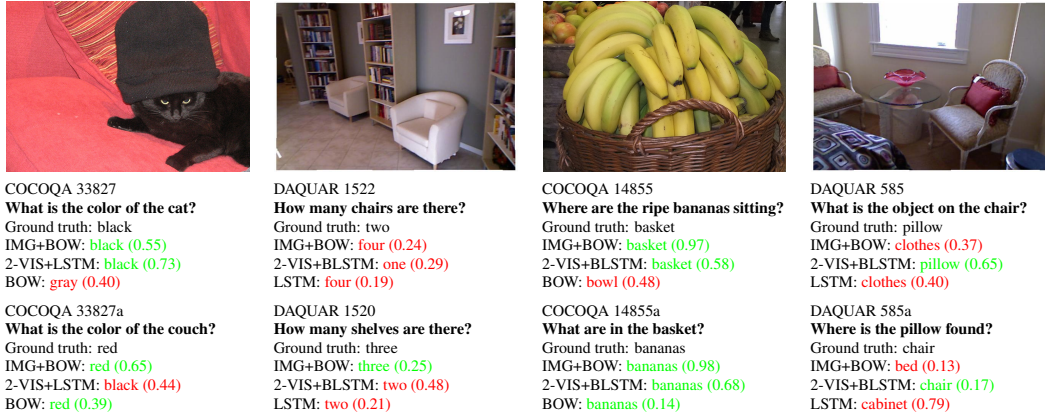 COCOQA 33827
What is the color of the cat?
Ground truth: black
IMG+BOW: black (0.55)
2-VIS+LSTM: black (0.73)
BOW: gray (0.40)
COCOQA 33827a
What is the color of the couch?
Ground truth: red
IMG+BOW: red (0.65)
2-VIS+LSTM: black (0.44)
BOW: red (0.39)
DAQUAR 1522
How many chairs are there?
Ground truth: two
IMG+BOW: four (0.24)
2-VIS+BLSTM: one (0.29)
LSTM: four (0.19)
DAQUAR 1520
How many shelves are there?
Ground truth: three
IMG+BOW: three (0.25)
2-VIS+BLSTM: two (0.48)
LSTM: two (0.21)
COCOQA 14855
Where are the ripe bananas sitting?
Ground truth: basket
IMG+BOW: basket (0.97)
2-VIS+BLSTM: basket (0.58)
BOW: bowl (0.48)
COCOQA 14855a
What are in the basket?
Ground truth: bananas
IMG+BOW: bananas (0.98)
2-VIS+BLSTM: bananas (0.68)
BOW: bananas (0.14)
DAQUAR 585
What is the object on the chair?
Ground truth: pillow
IMG+BOW: clothes (0.37)
2-VIS+BLSTM: pillow (0.65)
LSTM: clothes (0.40)
DAQUAR 585a
Where is the pillow found?
Ground truth: chair
IMG+BOW: bed (0.13)
2-VIS+BLSTM: chair (0.17)
LSTM: cabinet (0.79)